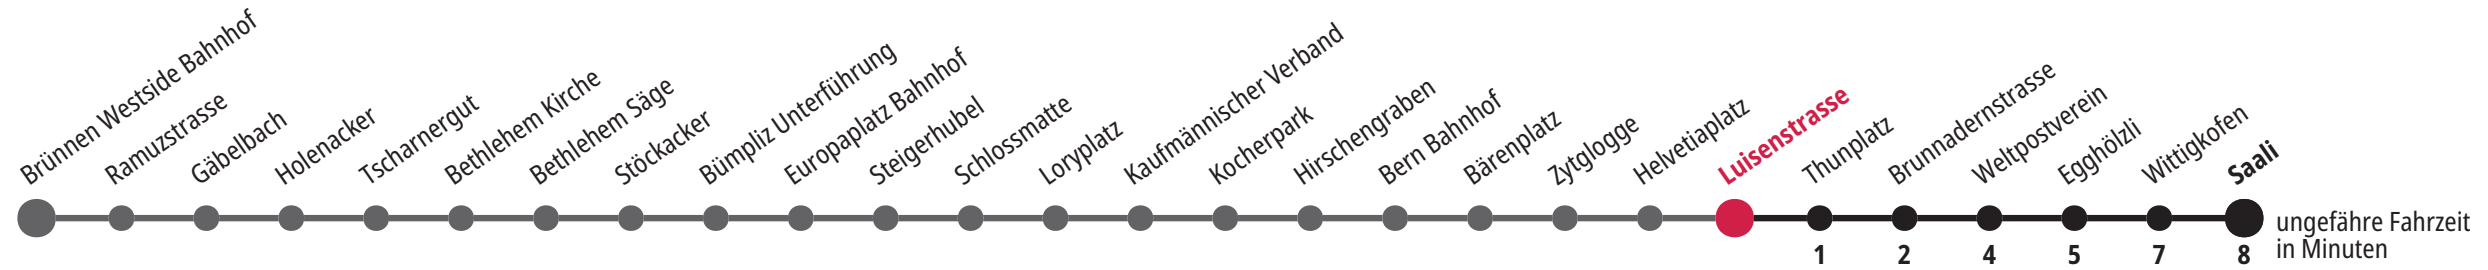 Brünnen Westside Bahnhof
Ramuzstrasse
Gäbelbach
Holenacker
Tscharnergut
Bethlehem Kirche
Bethlehem Säge
Stöckacker
Bümpliz Unterführung
Europaplatz Bahnhof
Steigerhubel
Schlossmatte
Loryplatz
Kaufmännischer Verband
Kocherpark
Hirschengraben
Bern Bahnhof
Bärenplatz
Zytglogge
Helvetiaplatz
Luisenstrasse
Thunplatz
Brunnadernstrasse
Weltpostverein
Egghölzli
Wittigkofen
Saali
1 2 4 5 7 8
ungefähre Fahrzeit
in Minuten